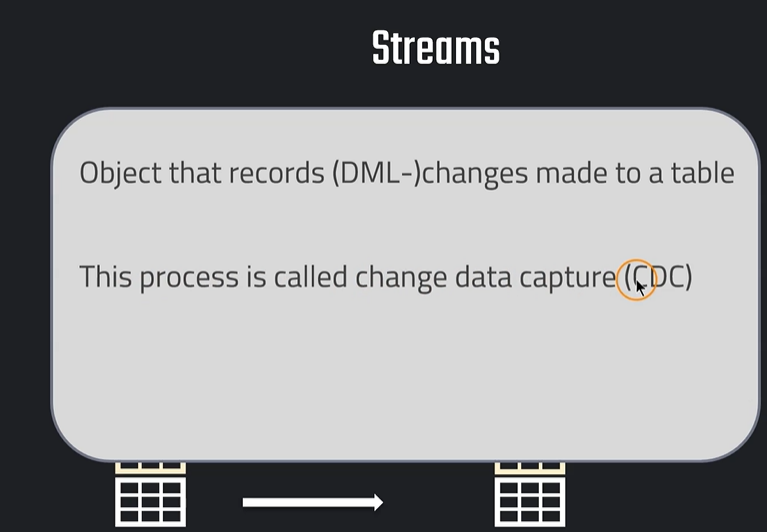 Streams
Object that records (DML-)changes made to a table
This process is called change data capture (CDC)